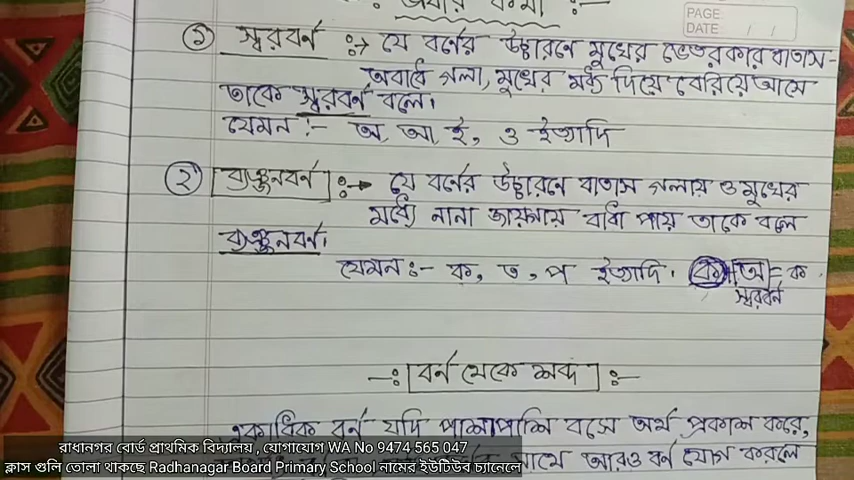 PAGE
DATE / /
① স্বরবর্ন :→ যে বর্নের উচ্চারনে মুখের ভেতরকার বাতাস-
অবাধে গলা, মুখের মধ্য দিয়ে বেরিয়ে আসে
তাকে স্বরবর্ন বলে।
যেমন :- অ, আ, ই, ও ইত্যাদি
② ব্যঞ্জনবর্ন :→ যে বর্নের উচ্চারনে বাতাস গলায় ও মুখের
মধ্যে নানা জায়গায় বাধা পায় তাকে বলে
ব্যঞ্জনবর্ন।
যেমন :- ক, ত, প ইত্যাদি। ক + অ = ক
স্বরবর্ন
-: বর্ন থেকে শব্দ :-
একাধিক বর্ন যদি পাশাপাশি বসে অর্থ প্রকাশ করে,
সাথে আরও বর্ন যোগ করলে
রাধানগর বোর্ড প্রাথমিক বিদ্যালয় , যোগাযোগ WA No 9474 565 047
ক্লাস গুলি তোলা থাকছে Radhanagar Board Primary School নামের ইউটিউব চ্যানেলে